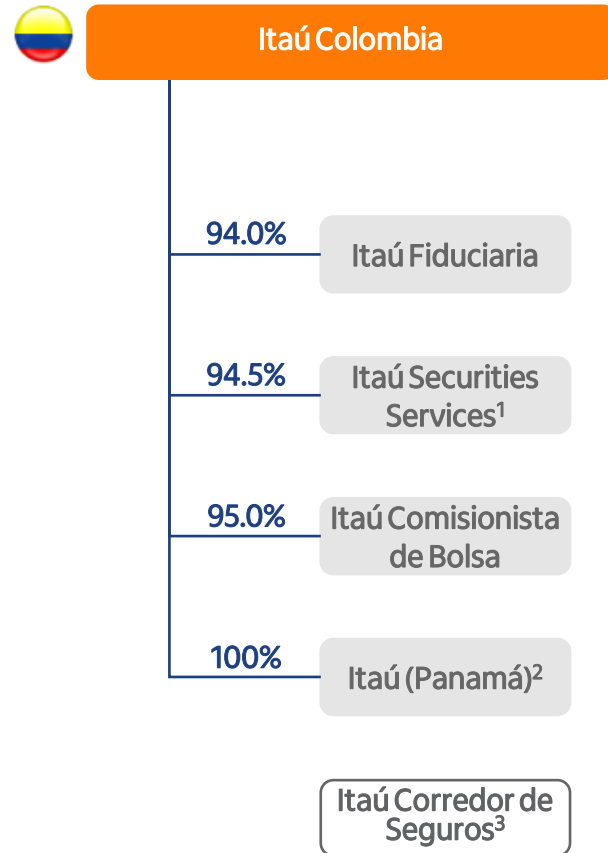 Itaú Colombia
94.0%
Itaú Fiduciaria
94.5%
Itaú Securities
Services¹
95.0%
Itaú Comisionista
de Bolsa
100%
Itaú (Panamá)²
Itaú Corredor de
Seguros³